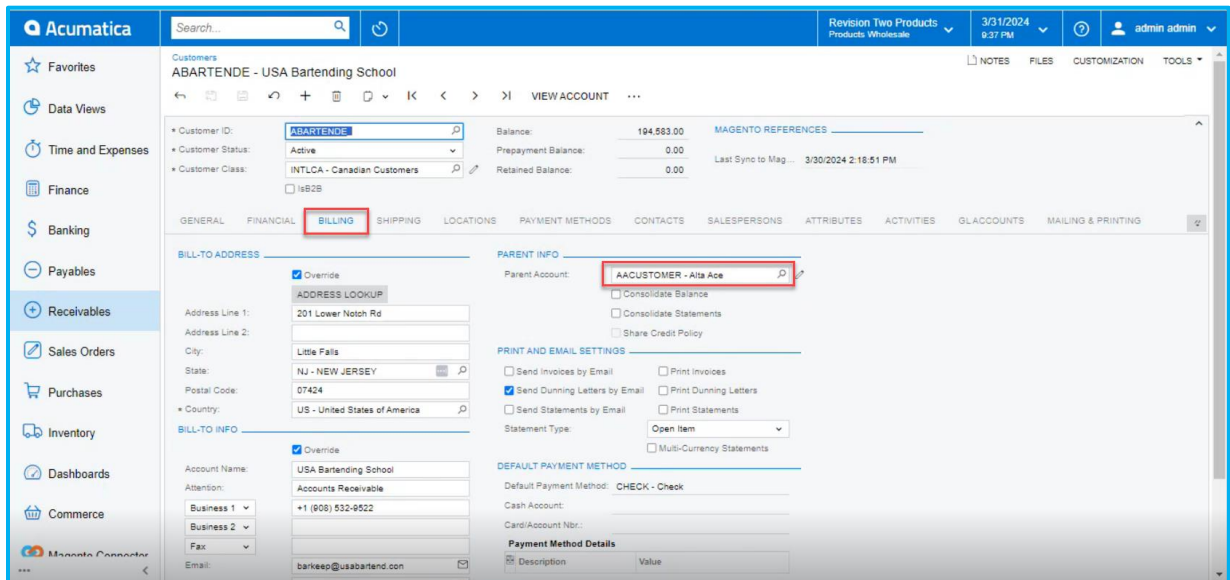 Acumatica
Search...
Revision Two Products
Products Wholesale
3/31/2024
9:37 PM
admin admin
Favorites
Data Views
Time and Expenses
Finance
Banking
Payables
Receivables
Sales Orders
Purchases
Inventory
Dashboards
Commerce
Magento Connector
...
Customers
ABARTENDE - USA Bartending School
NOTES FILES CUSTOMIZATION TOOLS
VIEW ACCOUNT ...
* Customer ID: ABARTENDE
* Customer Status: Active
* Customer Class: INTLCA - Canadian Customers
IsB2B
Balance: 194,583.00
Prepayment Balance: 0.00
Retained Balance: 0.00
MAGENTO REFERENCES
Last Sync to Mag... 3/30/2024 2:18:51 PM
GENERAL FINANCIAL BILLING SHIPPING LOCATIONS PAYMENT METHODS CONTACTS SALESPERSONS ATTRIBUTES ACTIVITIES GL ACCOUNTS MAILING & PRINTING
BILL-TO ADDRESS
Override
ADDRESS LOOKUP
Address Line 1: 201 Lower Notch Rd
Address Line 2:
City: Little Falls
State: NJ - NEW JERSEY
Postal Code: 07424
* Country: US - United States of America
BILL-TO INFO
Override
Account Name: USA Bartending School
Attention: Accounts Receivable
Business 1 +1 (908) 532-9522
Business 2
Fax
Email: barkeep@usabartend.con
PARENT INFO
Parent Account: AACUSTOMER - Alta Ace
Consolidate Balance
Consolidate Statements
Share Credit Policy
PRINT AND EMAIL SETTINGS
Send Invoices by Email Print Invoices
Send Dunning Letters by Email Print Dunning Letters
Send Statements by Email Print Statements
Statement Type: Open Item
Multi-Currency Statements
DEFAULT PAYMENT METHOD
Default Payment Method: CHECK - Check
Cash Account:
Card/Account Nbr.:
Payment Method Details
Description Value